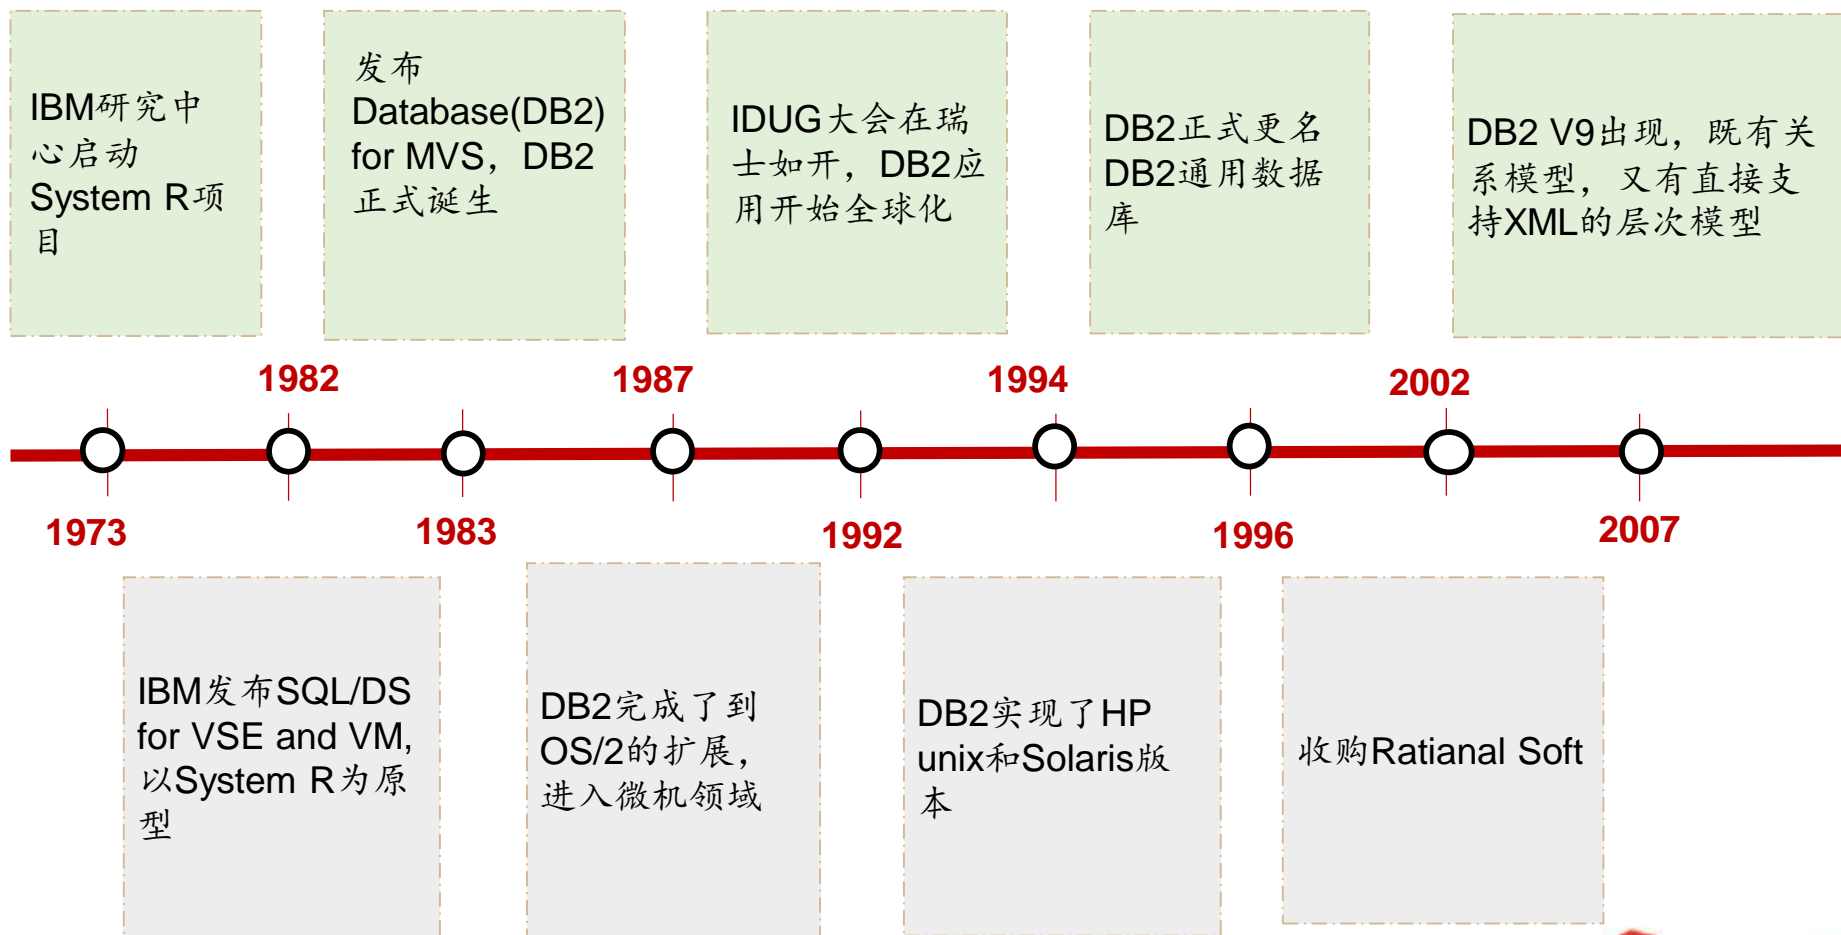 IBM研究中
心启动
System R项
目
发布
Database(DB2)
for MVS，DB2
正式诞生
IDUG大会在瑞
士如开，DB2应
用开始全球化
DB2正式更名
DB2通用数据
库
DB2 V9出现，既有关
系模型，又有直接支
持XML的层次模型
1982
1987
1994
2002
1973
1983
1992
1996
2007
IBM发布SQL/DS
for VSE and VM,
以System R为原
型
DB2完成了到
OS/2的扩展，
进入微机领域
DB2实现了HP
unix和Solaris版
本
收购Ratianal Soft